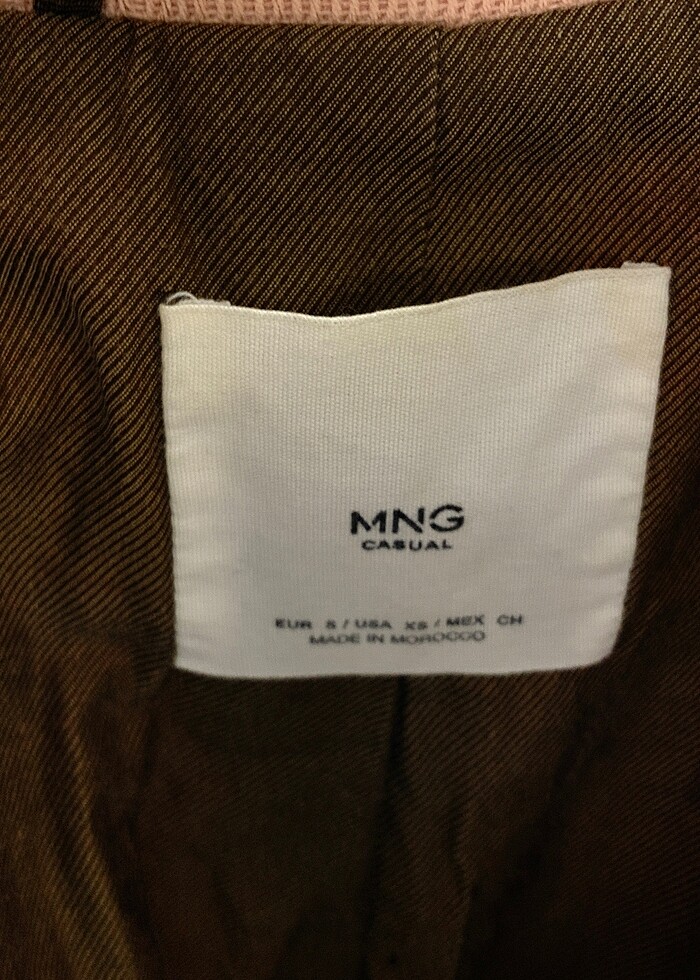 MNG
CASUAL
EUR S / USA XS / MEX CH
MADE IN MOROCCO